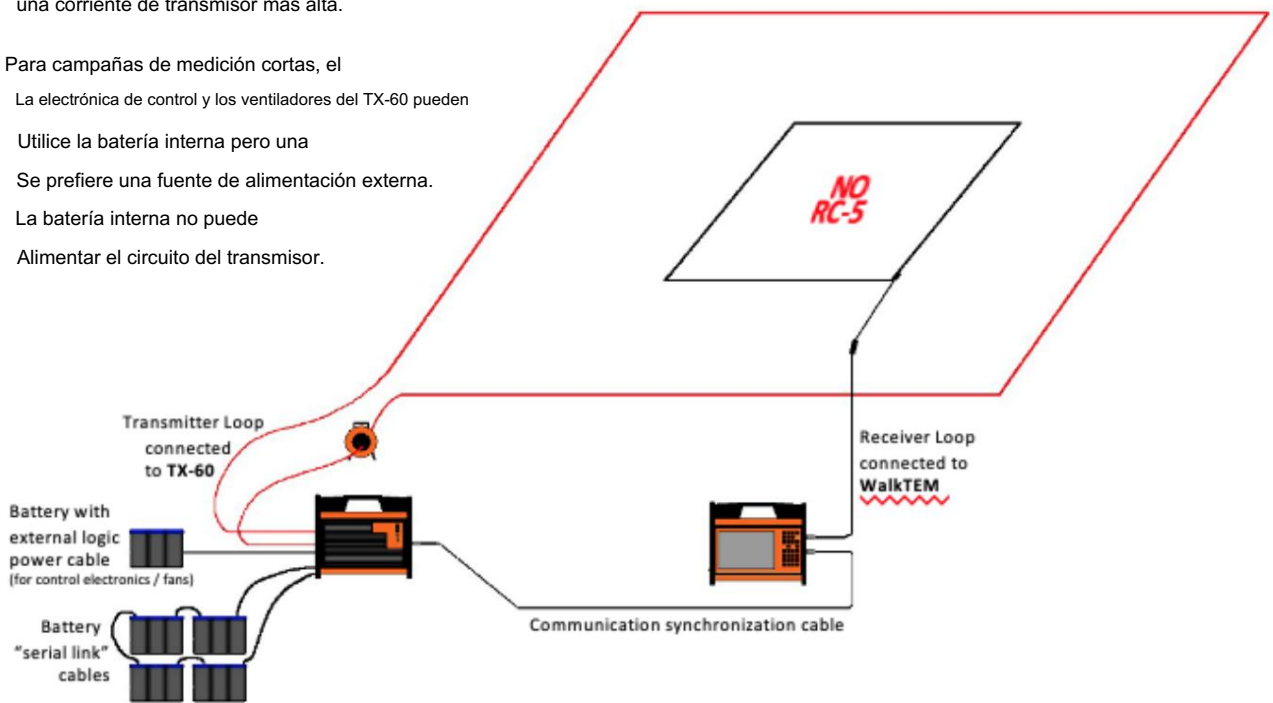 una corriente de transmisor más alta.
Para campañas de medición cortas, el
La electrónica de control y los ventiladores del TX-60 pueden
Utilice la batería interna pero una
Se prefiere una fuente de alimentación externa.
La batería interna no puede
Alimentar el circuito del transmisor.
NO
RC-5
Transmitter Loop
connected
to TX-60
Receiver Loop
connected to
WalkTEM
Battery with
external logic
power cable
(for control electronics / fans)
Communication synchronization cable
Battery
"serial link"
cables